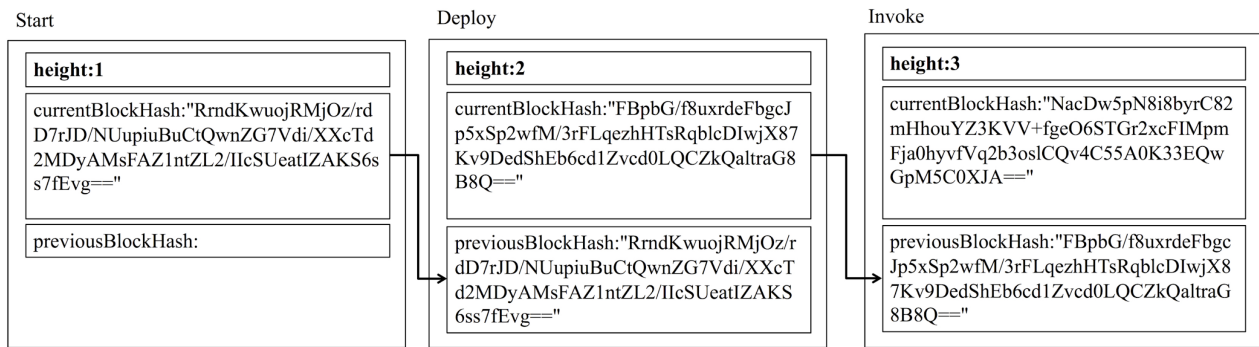 Start
height:1
currentBlockHash:"RrndKwuojRMjOz/rd
D7rJD/NUupiuBuCtQwnZG7Vdi/XXcTd
2MDyAMsFAZ1ntZL2/IIcSUeatIZAKS6s
s7fEvg=="
previousBlockHash:
Deploy
height:2
currentBlockHash:"FBpbG/f8uxrdeFbgcJ
p5xSp2wfM/3rFLqezhHTsRqblcDIwjX87
Kv9DedShEb6cd1Zvcd0LQCZkQaltraG8
B8Q=="
previousBlockHash:"RrndKwuojRMjOz/r
dD7rJD/NUupiuBuCtQwnZG7Vdi/XXcT
d2MDyAMsFAZ1ntZL2/IIcSUeatIZAKS
6ss7fEvg=="
Invoke
height:3
currentBlockHash:"NacDw5pN8i8byrC82
mHhouYZ3KVV+fgeO6STGr2xcFIMpm
Fja0hyvfVq2b3oslCQv4C55A0K33EQw
GpM5C0XJA=="
previousBlockHash:"FBpbG/f8uxrdeFbgc
Jp5xSp2wfM/3rFLqezhHTsRqblcDIwjX8
7Kv9DedShEb6cd1Zvcd0LQCZkQaltraG
8B8Q=="